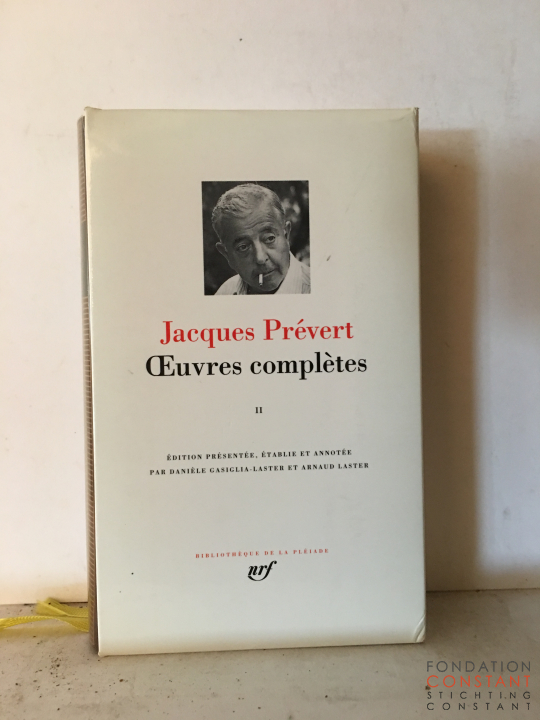 Jacques Prévert
Œuvres complètes
II
ÉDITION PRÉSENTÉE, ÉTABLIE ET ANNOTÉE
PAR DANIÈLE GASIGLIA-LASTER ET ARNAUD LASTER
BIBLIOTHÈQUE DE LA PLÉIADE
nrf
FONDATION
CONSTANT
STICHTING
CONSTANT